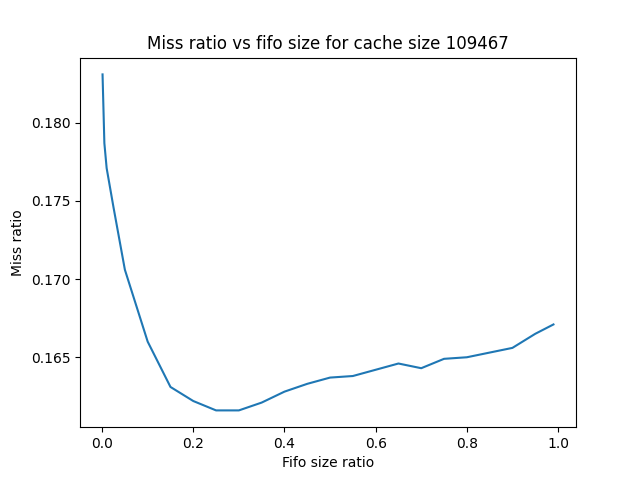 Miss ratio vs fifo size for cache size 109467
0.180
0.175
0.170
0.165
Miss ratio
0.0 0.2 0.4 0.6 0.8 1.0
Fifo size ratio